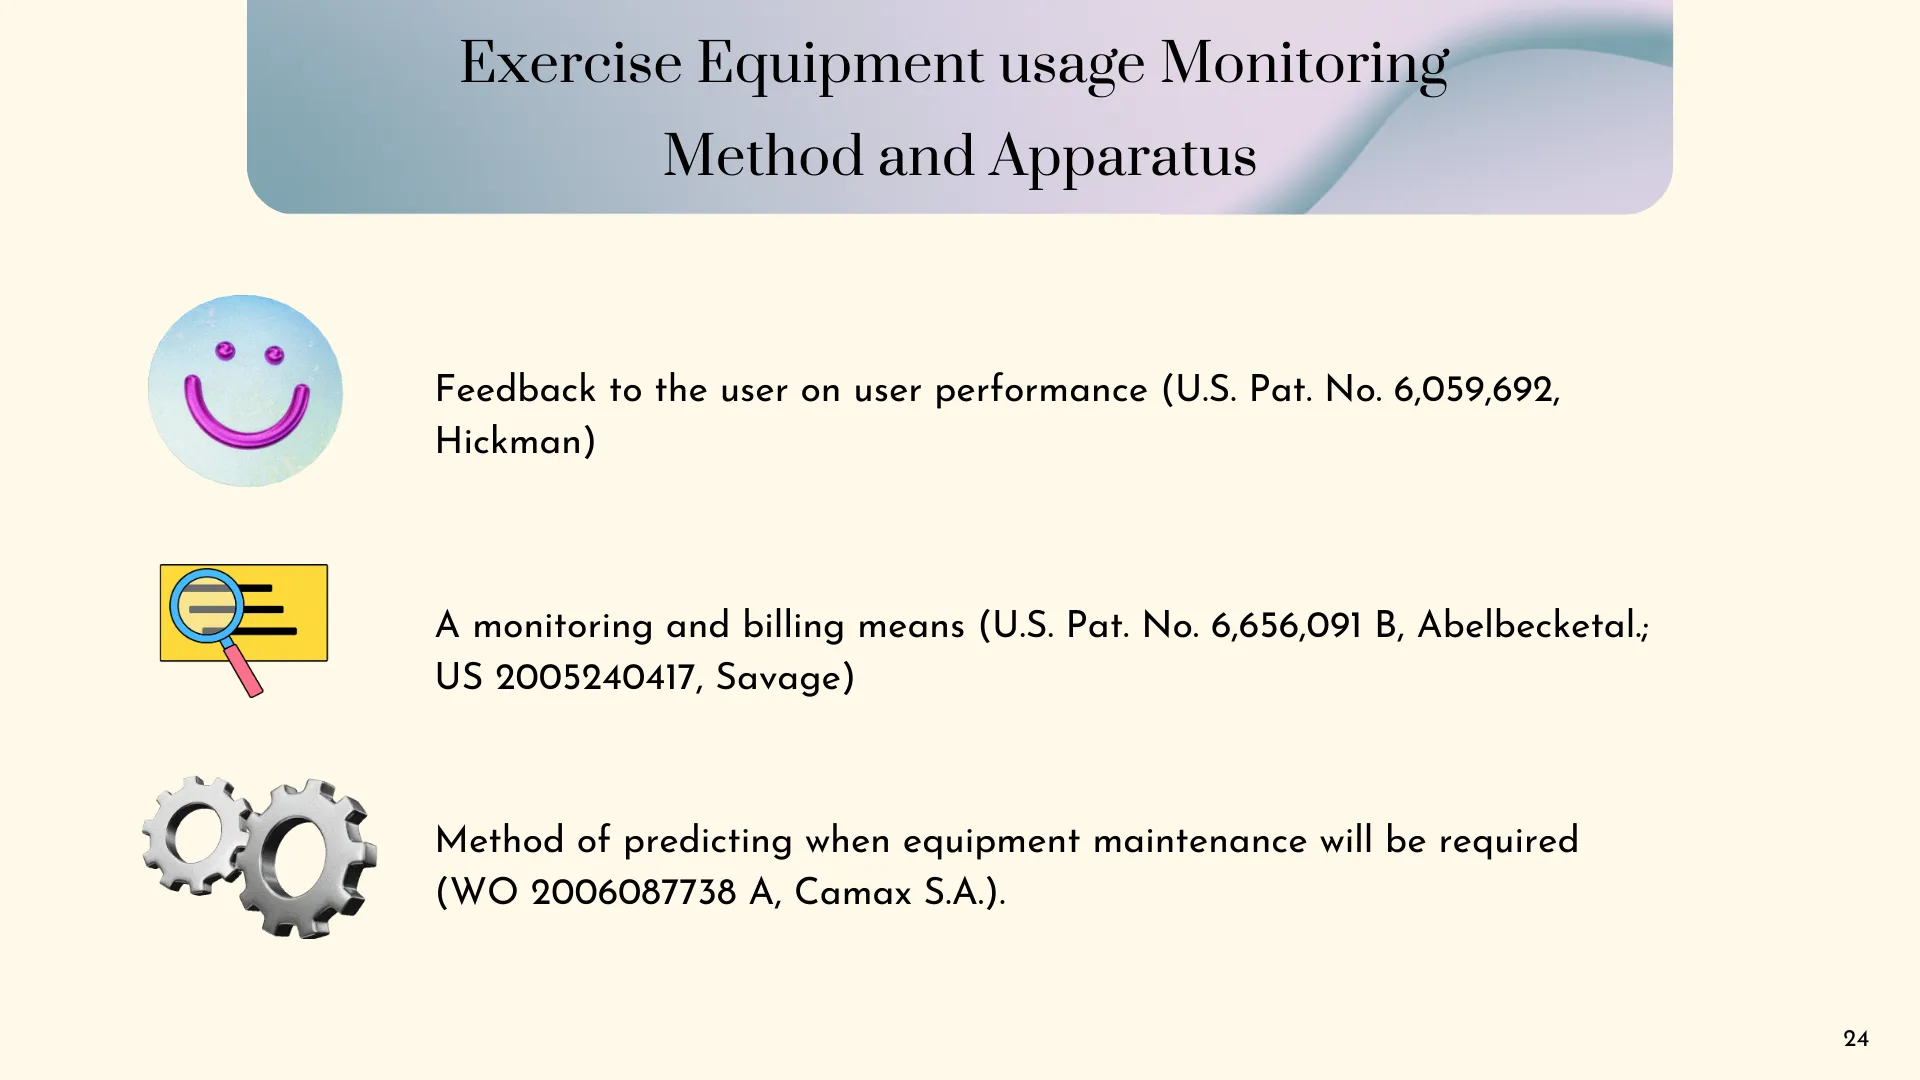 Exercise Equipment usage Monitoring
Method and Apparatus
Feedback to the user on user performance (U.S. Pat. No. 6,059,692,
Hickman)
A monitoring and billing means (U.S. Pat. No. 6,656,091 B, Abelbecketal.;
US 2005240417, Savage)
Method of predicting when equipment maintenance will be required
(WO 2006087738 A, Camax S.A.).
24